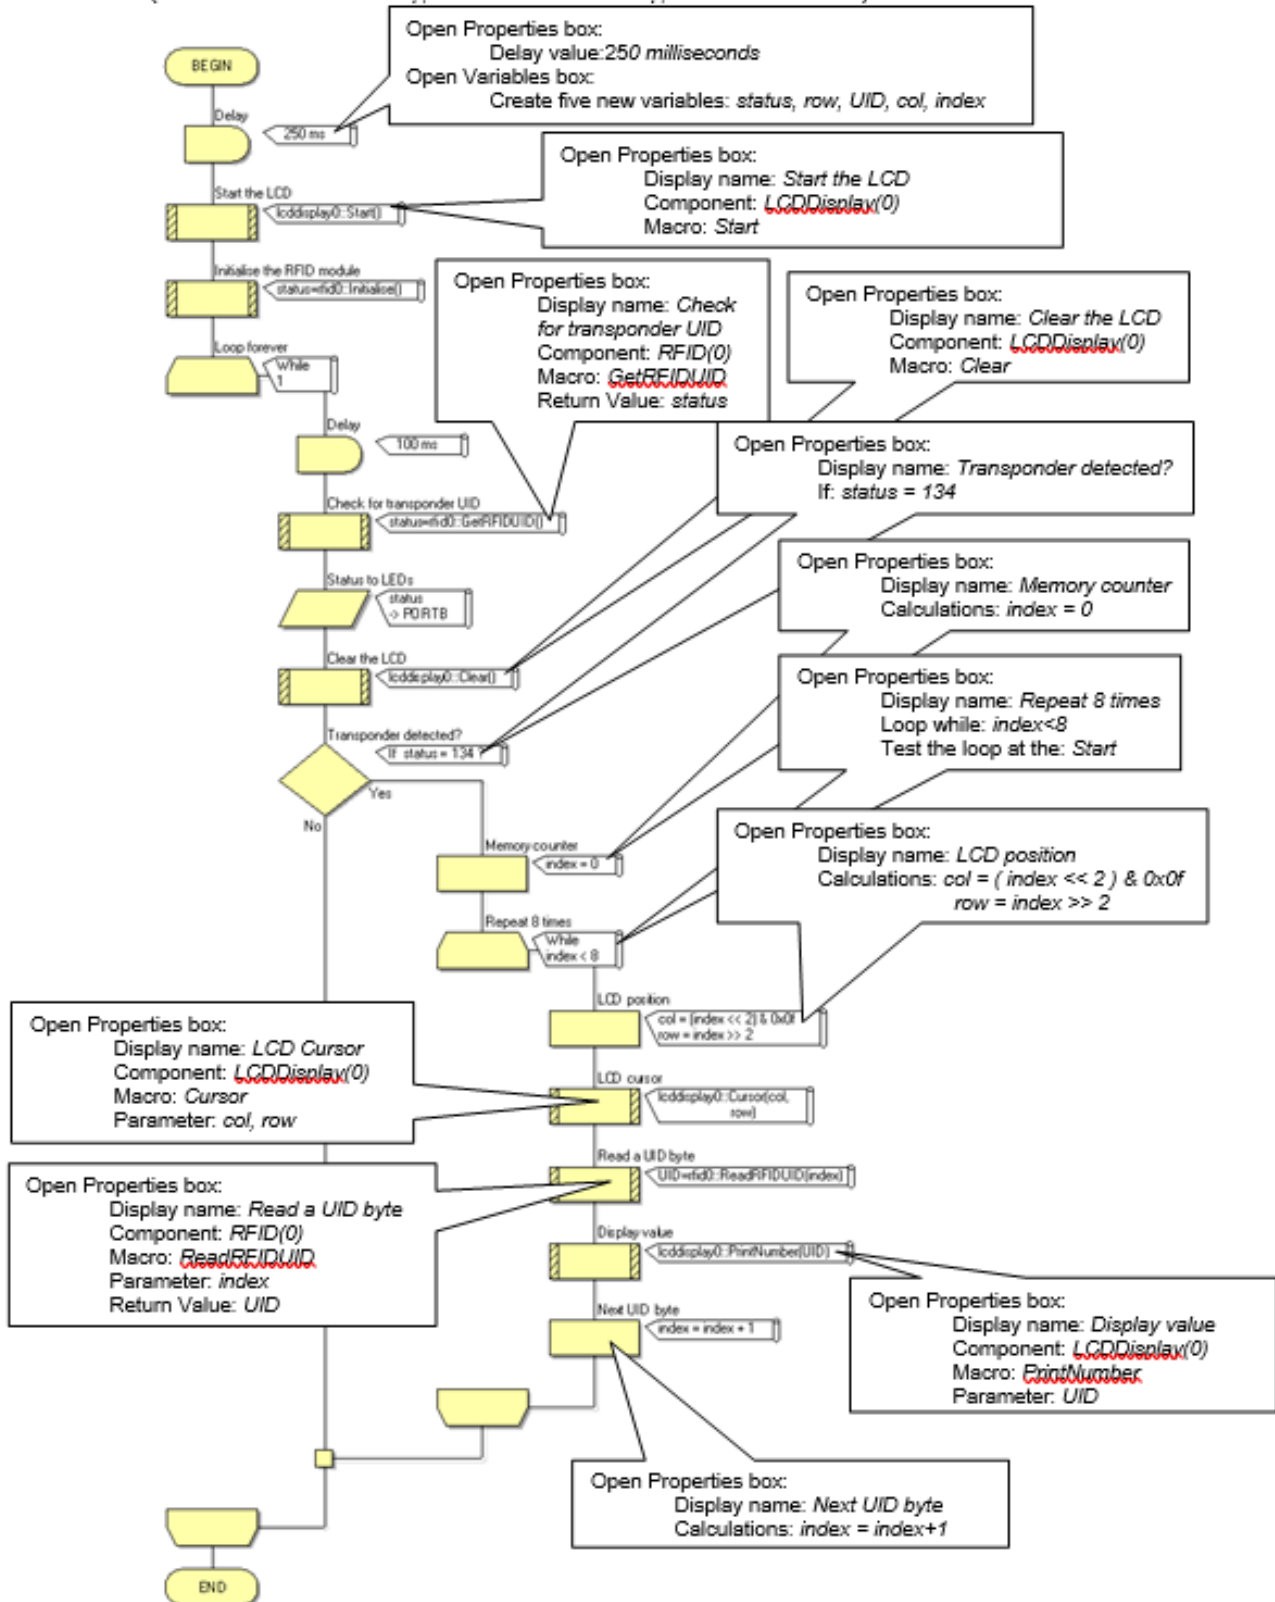 Open Properties box:
Delay value:250 milliseconds
Open Variables box:
Create five new variables: status, row, UID, col, index
BEGIN
Delay
250 ms
Open Properties box:
Display name: Start the LCD
Component: LCDDisplay(0)
Macro: Start
Start the LCD
lcddisplay0::Start()
Initialise the RFID module
status=rfid0::Initialise()
Open Properties box:
Display name: Check
for transponder UID
Component: RFID(0)
Macro: GetRFIDUID
Return Value: status
Open Properties box:
Display name: Clear the LCD
Component: LCDDisplay(0)
Macro: Clear
Loop forever
While
1
Delay
100 ms
Open Properties box:
Display name: Transponder detected?
If: status = 134
Check for transponder UID
status=rfid0::GetRFIDUID()
Status to LEDs
status
-> PORTB
Open Properties box:
Display name: Memory counter
Calculations: index = 0
Clear the LCD
lcddisplay0::Clear()
Open Properties box:
Display name: Repeat 8 times
Loop while: index<8
Test the loop at the: Start
Transponder detected?
If status = 134
Yes
No
Open Properties box:
Display name: LCD position
Calculations: col = ( index << 2 ) & 0x0f
row = index >> 2
Memory counter
index = 0
Repeat 8 times
While
index < 8
LCD position
col = (index << 2) & 0x0f
row = index >> 2
Open Properties box:
Display name: LCD Cursor
Component: LCDDisplay(0)
Macro: Cursor
Parameter: col, row
LCD cursor
lcddisplay0::Cursor(col,
row)
Read a UID byte
UID=rfid0::ReadRFIDUID(index)
Open Properties box:
Display name: Read a UID byte
Component: RFID(0)
Macro: ReadRFIDUID
Parameter: index
Return Value: UID
Display value
lcddisplay0::PrintNumber(UID)
Open Properties box:
Display name: Display value
Component: LCDDisplay(0)
Macro: PrintNumber
Parameter: UID
Next UID byte
index = index + 1
Open Properties box:
Display name: Next UID byte
Calculations: index = index+1
END